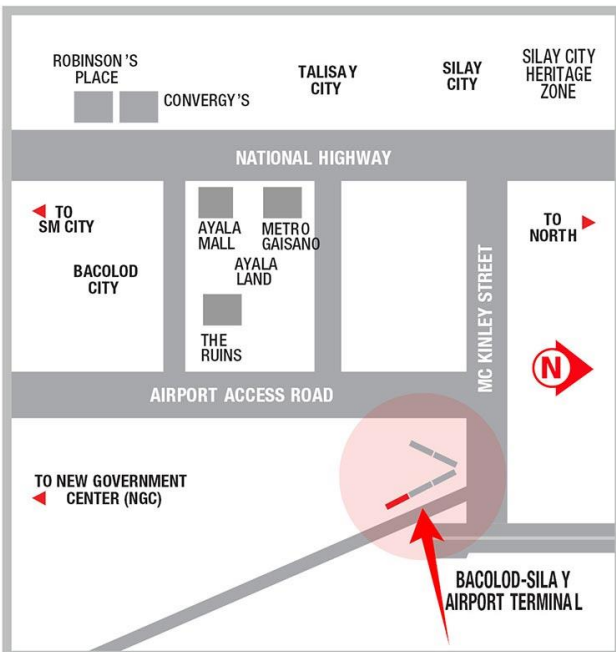 ROBINSON'S
PLACE
CONVERGY'S
TALISAY
CITY
SILAY
CITY
SILAY CITY
HERITAGE
ZONE
NATIONAL HIGHWAY
TO
SM CITY
BACOLOD
CITY
AYALA
MALL
METRO
GAISANO
AYALA
LAND
THE
RUINS
MC KINLEY STREET
TO
NORTH
N
AIRPORT ACCESS ROAD
TO NEW GOVERNMENT
CENTER (NGC)
BACOLOD-SILA Y
AIRPORT TERMINAL